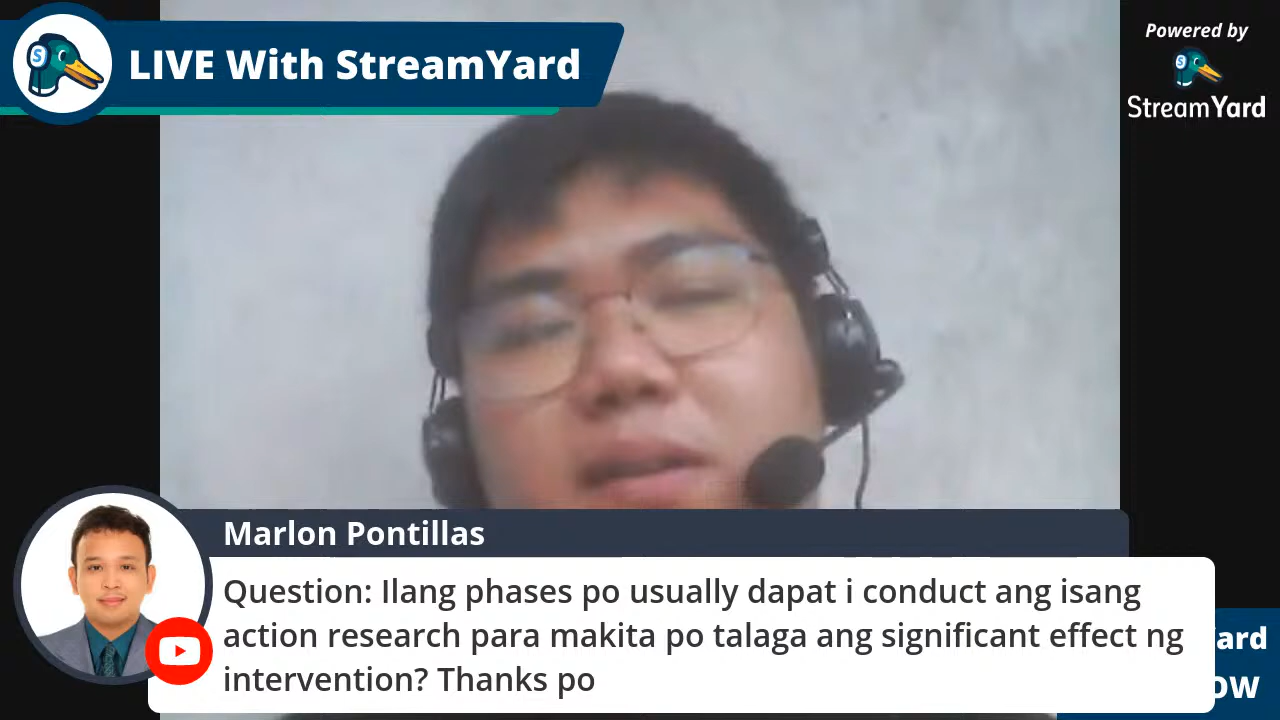 LIVE With StreamYard
Powered by
StreamYard
Marlon Pontillas
Question: Ilang phases po usually dapat i conduct ang isang
action research para makita po talaga ang significant effect ng
intervention? Thanks po